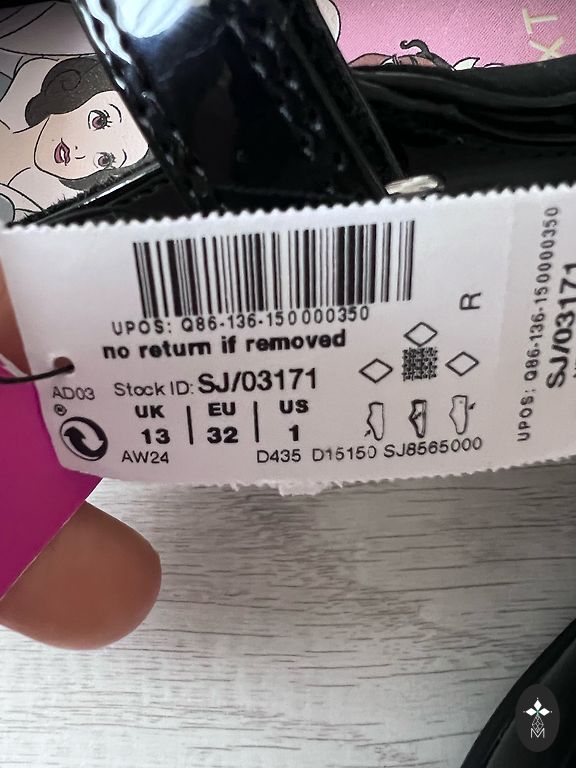 XT
UPOS: Q86-136-150000350
no return if removed
R
AD03
Stock ID: SJ/03171
®
UK | EU | US
13 | 32 | 1
AW24
D435 D15150 SJ8565000
UPOS: Q86-136-150000350
SJ/03171
M